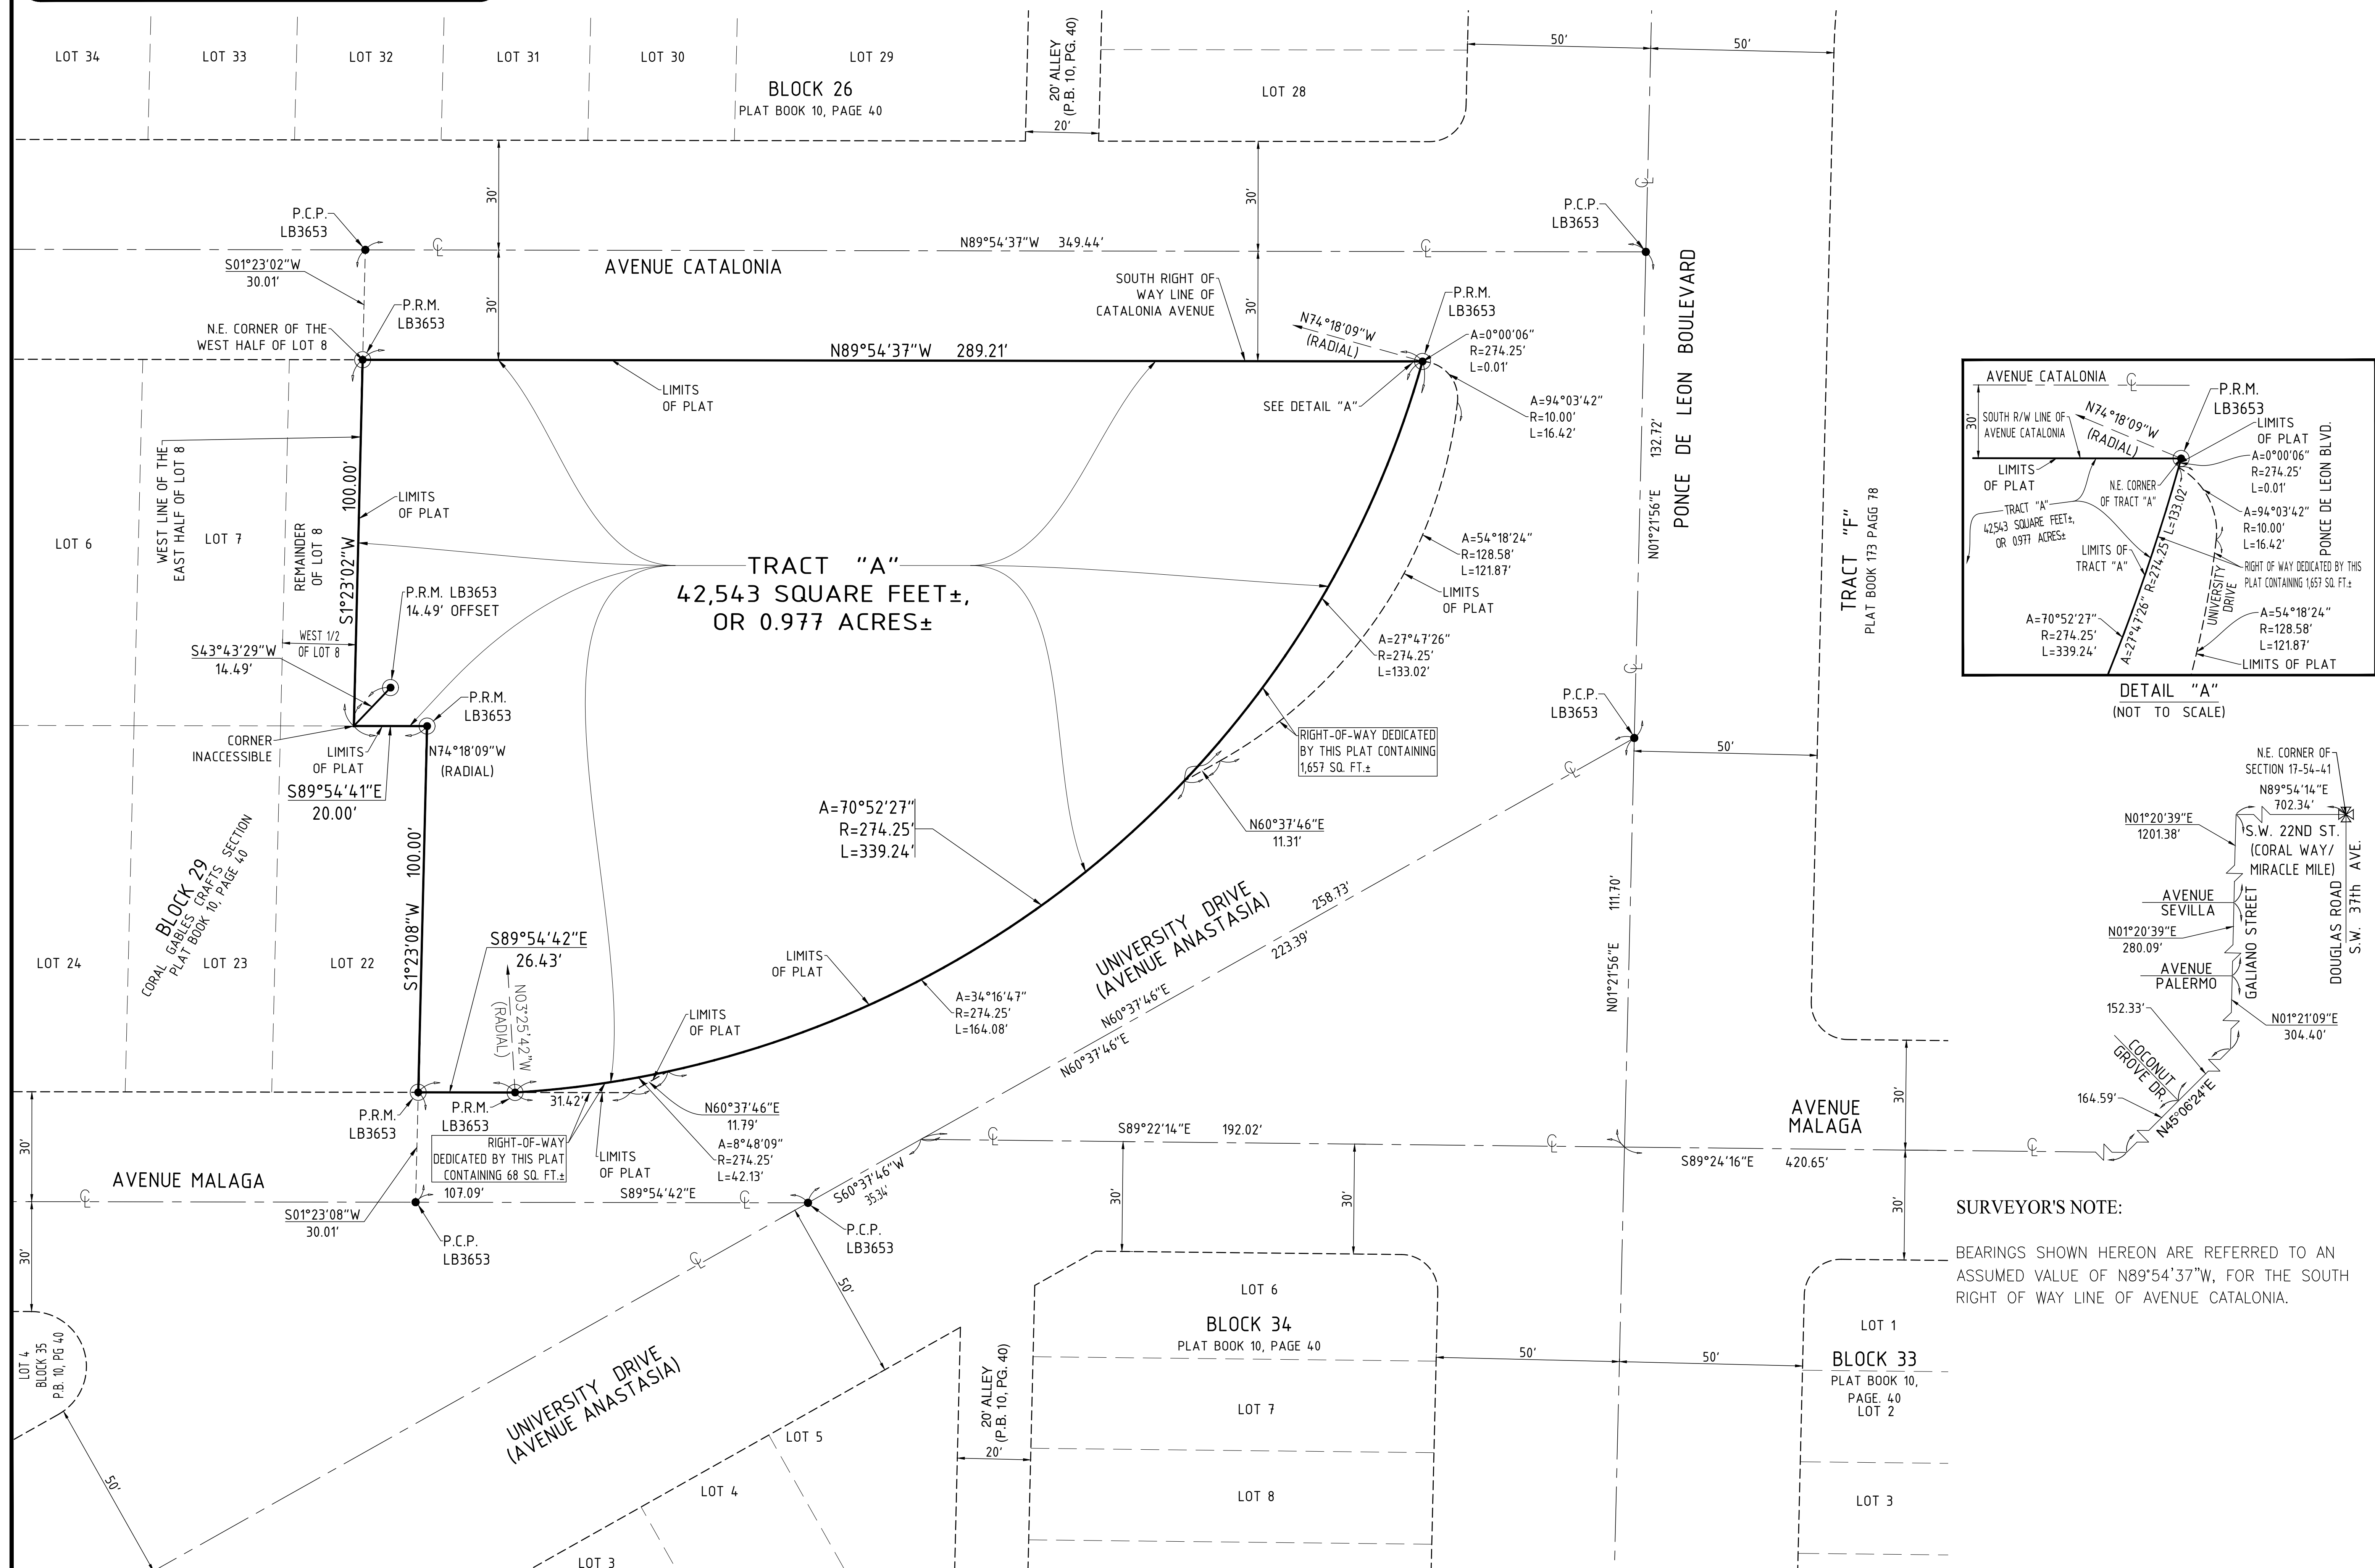 LOT 34
LOT 33
LOT 32
LOT 31
LOT 30
LOT 29
BLOCK 26
PLAT BOOK 10, PAGE 40
20' ALLEY
(P.B. 10, PG. 40)
20'
LOT 28
50'
50'
30'
30'
P.C.P.
LB3653
P.C.P.
LB3653
S01°23'02"W
30.01'
AVENUE CATALONIA
N89°54'37"W 349.44'
30'
30'
P.R.M.
LB3653
N.E. CORNER OF THE
WEST HALF OF LOT 8
SOUTH RIGHT OF
WAY LINE OF
CATALONIA AVENUE
N74°18'09"W
(RADIAL)
P.R.M.
LB3653
A=0°00'06"
R=274.25'
L=0.01'
N89°54'37"W 289.21'
LIMITS
OF PLAT
SEE DETAIL "A"
A=94°03'42"
R=10.00'
L=16.42'
N01°21'56"E 132.72'
PONCE DE LEON BOULEVARD
WEST LINE OF THE
EAST HALF OF LOT 8
S1°23'02"W 100.00'
LIMITS
OF PLAT
LOT 6
LOT 7
REMAINDER
OF LOT 8
WEST 1/2
OF LOT 8
TRACT "A"
42,543 SQUARE FEET±,
OR 0.977 ACRES±
A=54°18'24"
R=128.58'
L=121.87'
LIMITS
OF PLAT
TRACT "F"
PLAT BOOK 173 PAGG 78
P.R.M. LB3653
14.49' OFFSET
S43°43'29"W
14.49'
A=27°47'26"
R=274.25'
L=133.02'
P.R.M.
LB3653
CORNER
INACCESSIBLE
LIMITS
OF PLAT
N74°18'09"W
(RADIAL)
S89°54'41"E
20.00'
RIGHT-OF-WAY DEDICATED
BY THIS PLAT CONTAINING
1,657 SQ. FT.±
P.C.P.
LB3653
50'
A=70°52'27"
R=274.25'
L=339.24'
N60°37'46"E
11.31'
BLOCK 29
CORAL GABLES CRAFTS SECTION
PLAT BOOK 10, PAGE 40
S1°23'08"W 100.00'
LOT 24
LOT 23
LOT 22
S89°54'42"E
26.43'
N03°25'42"W
(RADIAL)
LIMITS
OF PLAT
A=34°16'47"
R=274.25'
L=164.08'
LIMITS
OF PLAT
UNIVERSITY DRIVE
(AVENUE ANASTASIA)
258.73'
223.39'
N60°37'46"E
N60°37'46"E
N01°21'56"E 111.70'
P.R.M.
LB3653
P.R.M.
LB3653
31.42'
N60°37'46"E
11.79'
A=8°48'09"
R=274.25'
L=42.13'
RIGHT-OF-WAY
DEDICATED BY THIS PLAT
CONTAINING 68 SQ. FT.±
LIMITS
OF PLAT
30'
AVENUE MALAGA
107.09'
S89°54'42"E
S01°23'08"W
30.01'
P.C.P.
LB3653
S60°37'46"W
35.34'
P.C.P.
LB3653
S89°22'14"E 192.02'
AVENUE
MALAGA
30'
S89°24'16"E 420.65'
30'
30'
30'
30'
50'
LOT 4
BLOCK 35
P.B. 10, PG 40
50'
UNIVERSITY DRIVE
(AVENUE ANASTASIA)
LOT 5
LOT 4
LOT 3
20' ALLEY
(P.B. 10, PG. 40)
20'
LOT 6
BLOCK 34
PLAT BOOK 10, PAGE 40
LOT 7
LOT 8
50'
50'
LOT 1
BLOCK 33
PLAT BOOK 10,
PAGE. 40
LOT 2
LOT 3
AVENUE CATALONIA
30'
P.R.M.
LB3653
SOUTH R/W LINE OF
AVENUE CATALONIA
N74°18'09"W
(RADIAL)
LIMITS
OF PLAT
A=0°00'06"
R=274.25'
L=0.01'
PONCE DE LEON BLVD.
LIMITS
OF PLAT
N.E. CORNER
OF TRACT "A"
TRACT "A"
42,543 SQUARE FEET±,
OR 0.977 ACRES±
A=94°03'42"
R=10.00'
L=16.42'
LIMITS OF
TRACT "A"
A=27°47'26" R=274.25' L=133.02'
RIGHT OF WAY DEDICATED BY THIS
PLAT CONTAINING 1,657 SQ. FT.±
UNIVERSITY
DRIVE
A=70°52'27"
R=274.25'
L=339.24'
A=54°18'24"
R=128.58'
L=121.87'
LIMITS OF PLAT
DETAIL "A"
(NOT TO SCALE)
N.E. CORNER OF
SECTION 17-54-41
N89°54'14"E
702.34'
N01°20'39"E
1201.38'
S.W. 22ND ST.
(CORAL WAY/
MIRACLE MILE)
AVENUE
SEVILLA
N01°20'39"E
280.09'
AVENUE
PALERMO
GALIANO STREET
DOUGLAS ROAD
S.W. 37th AVE.
152.33'
N01°21'09"E
304.40'
COCONUT
GROVE DR.
164.59'
N45°06'24"E
SURVEYOR'S NOTE:
BEARINGS SHOWN HEREON ARE REFERRED TO AN
ASSUMED VALUE OF N89°54'37"W, FOR THE SOUTH
RIGHT OF WAY LINE OF AVENUE CATALONIA.